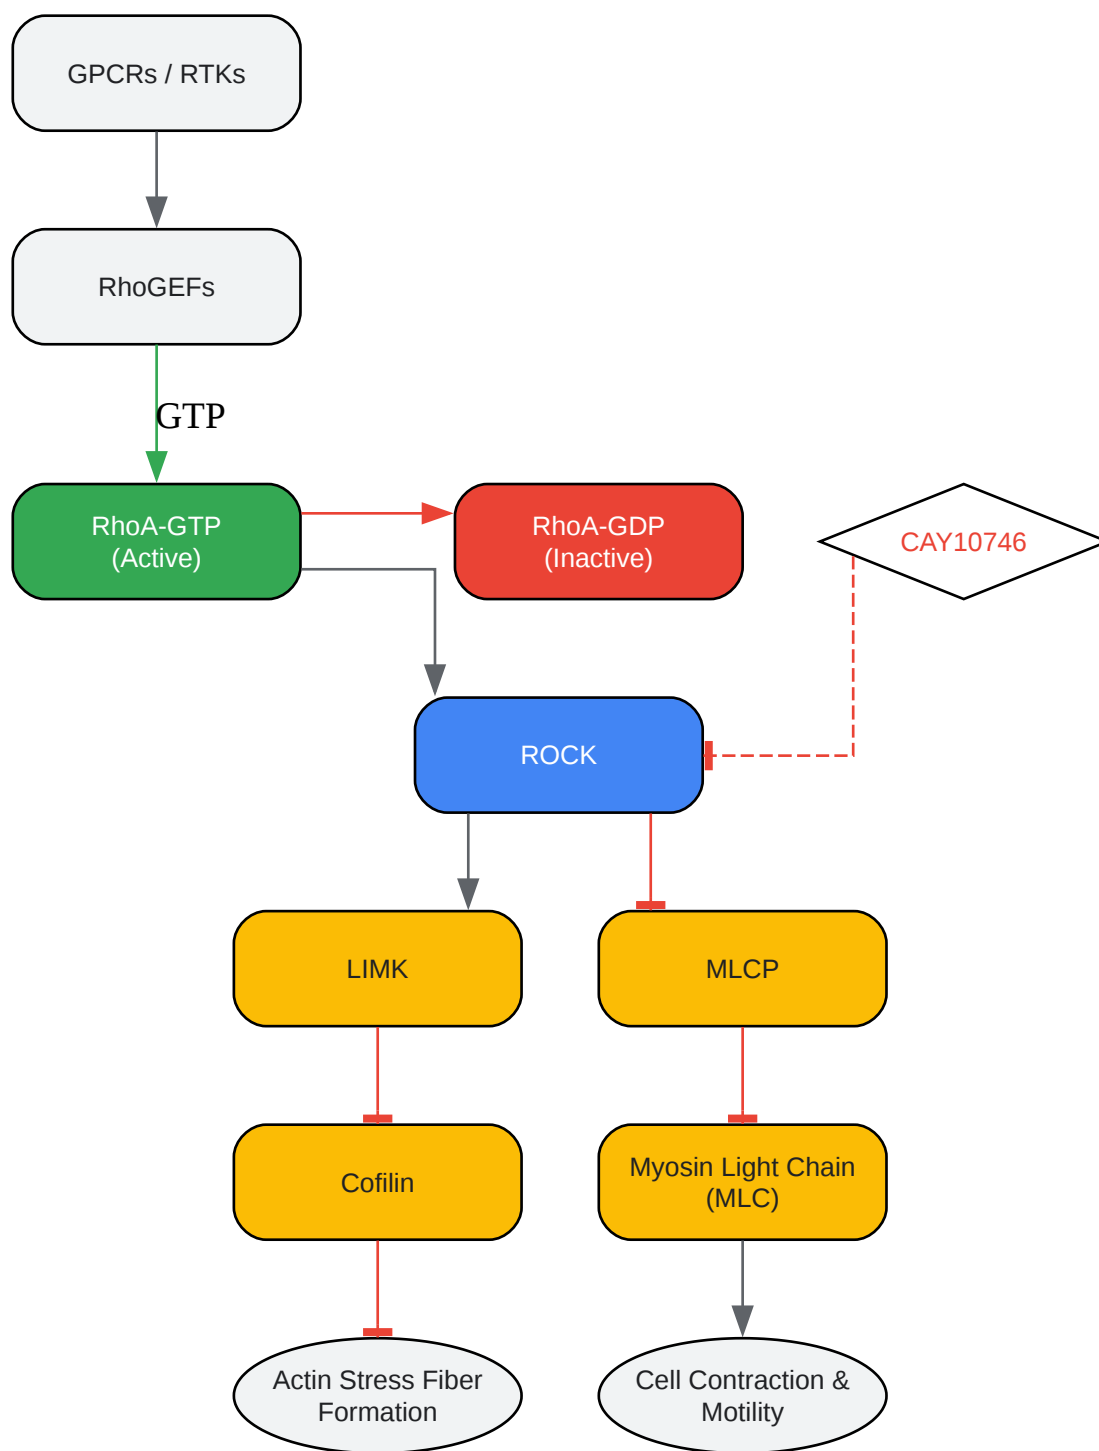 GPCRs / RTKs
RhoGEFs
GTP
RhoA-GTP
(Active)
RhoA-GDP
(Inactive)
CAY10746
ROCK
LIMK
MLCP
Cofilin
Myosin Light Chain
(MLC)
Actin Stress Fiber
Formation
Cell Contraction &
Motility